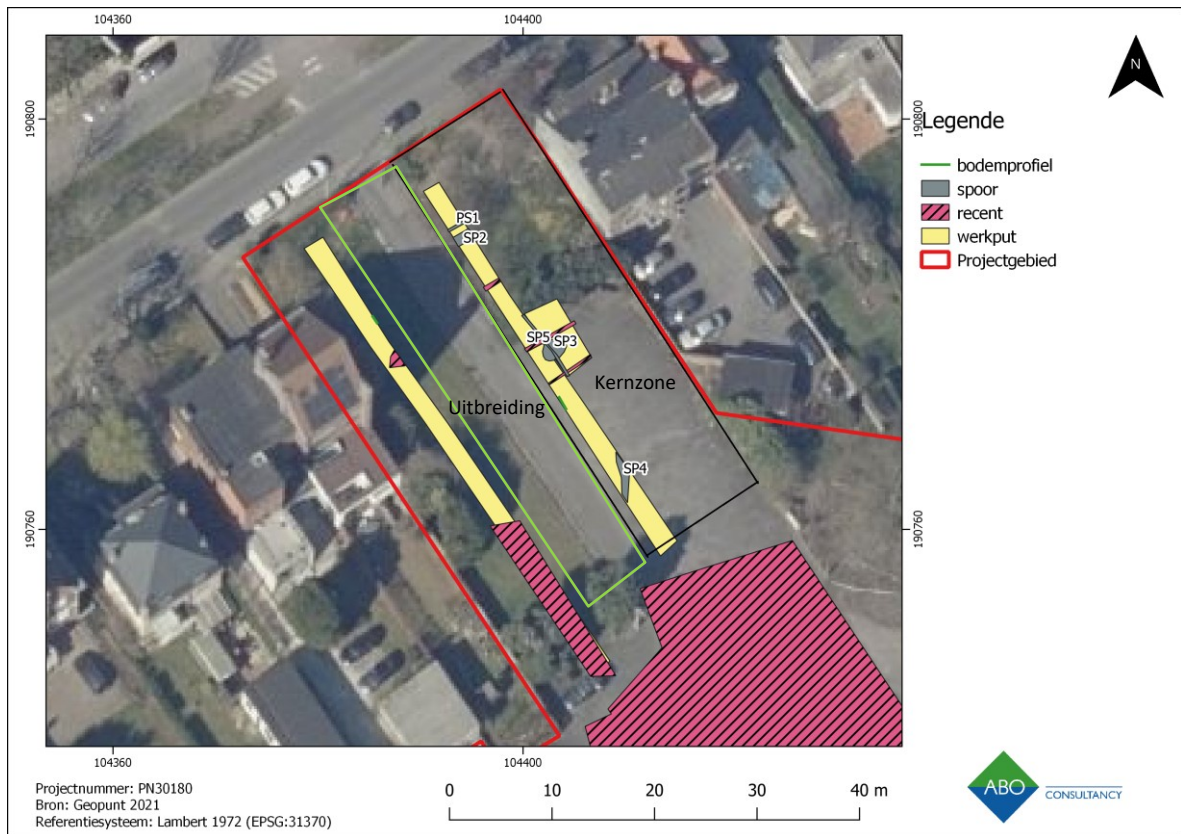 104360
104400
N
190800
190800
Legende
bodemprofiel
spoor
recent
werkput
Projectgebied
PS1
SP2
SP5
SP3
Kernzone
Uitbreiding
SP4
190760
190760
104360
104400
Projectnummer: PN30180
Bron: Geopunt 2021
Referentiesysteem: Lambert 1972 (EPSG:31370)
0 10 20 30 40 m
ABO CONSULTANCY